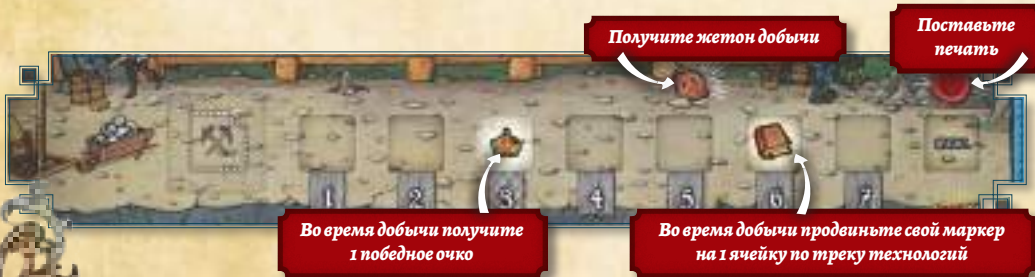 Получите жетон добычи
Поставьте
печать
1 2 3 4 5 6 7
Во время добычи получите
1 победное очко
Во время добычи продвиньте свой маркер
на 1 ячейку по треку технологий